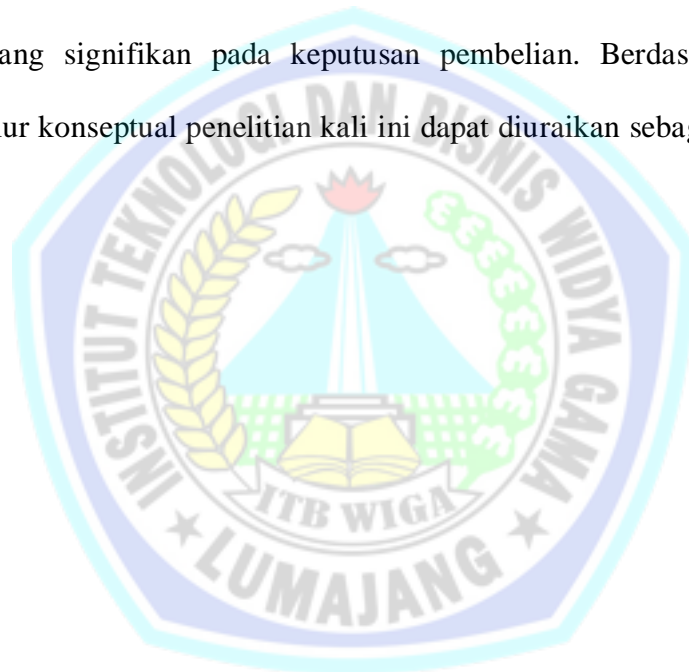 ang signifikan pada keputusan pembelian. Berdas
ur konseptual penelitian kali ini dapat diuraikan sebag
INSTITUT TEKNOLOGI DAN BISNIS WIDYA GAMA
ITB WIGA
LUMAJANG